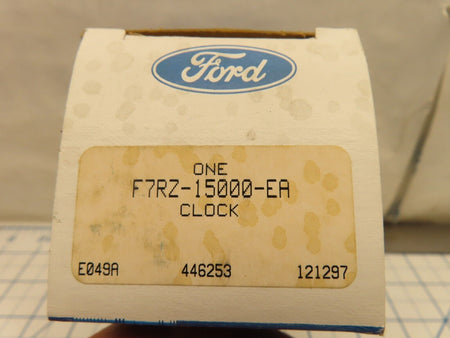 Ford
ONE
F7RZ-15000-EA
CLOCK
E049A 446253 121297